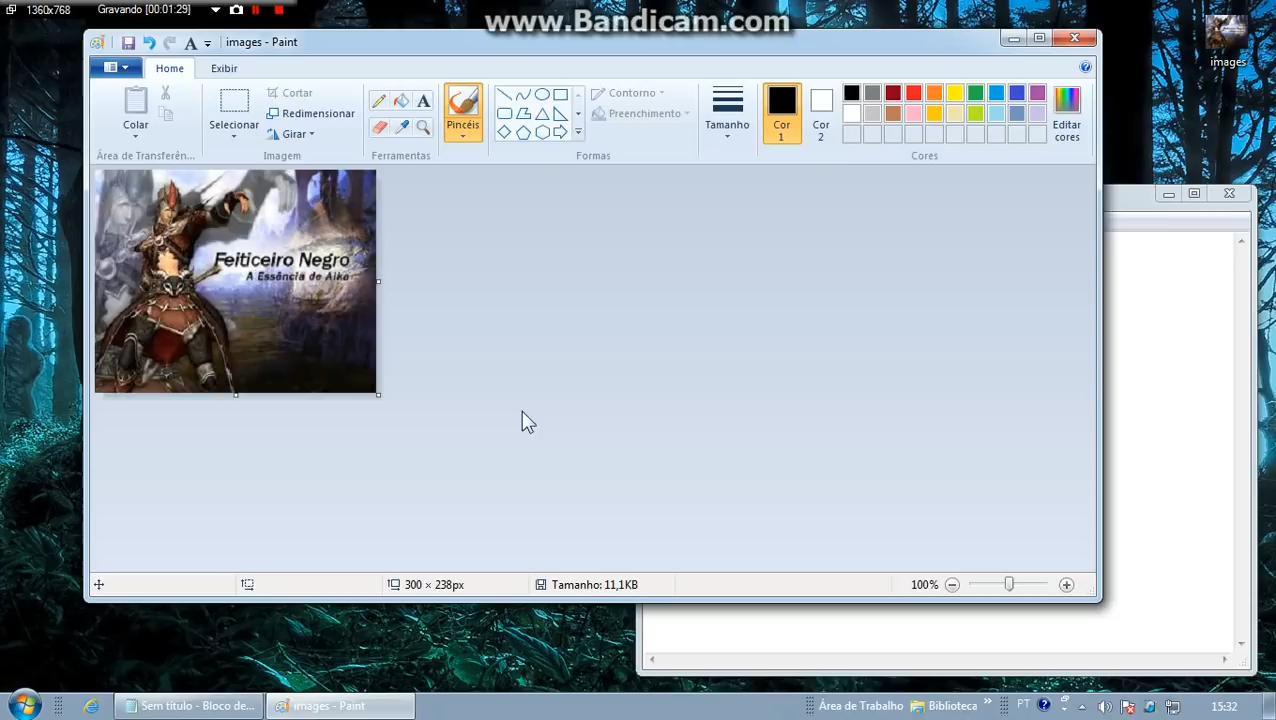 1360x768 Gravando [00:01:29]
www.Bandicam.com
images - Paint
images
Home Exibir
Colar
Selecionar
Cortar
Redimensionar
Girar
Pincéis
Contorno
Preenchimento
Tamanho
Cor 1
Cor 2
Editar cores
Área de Transferên... Imagem Ferramentas Formas Cores
Feiticeiro Negro
A Essência de Aika
300 × 238px Tamanho: 11,1KB 100%
Sem título - Bloco de... images - Paint Área de Trabalho Biblioteca » PT 15:32